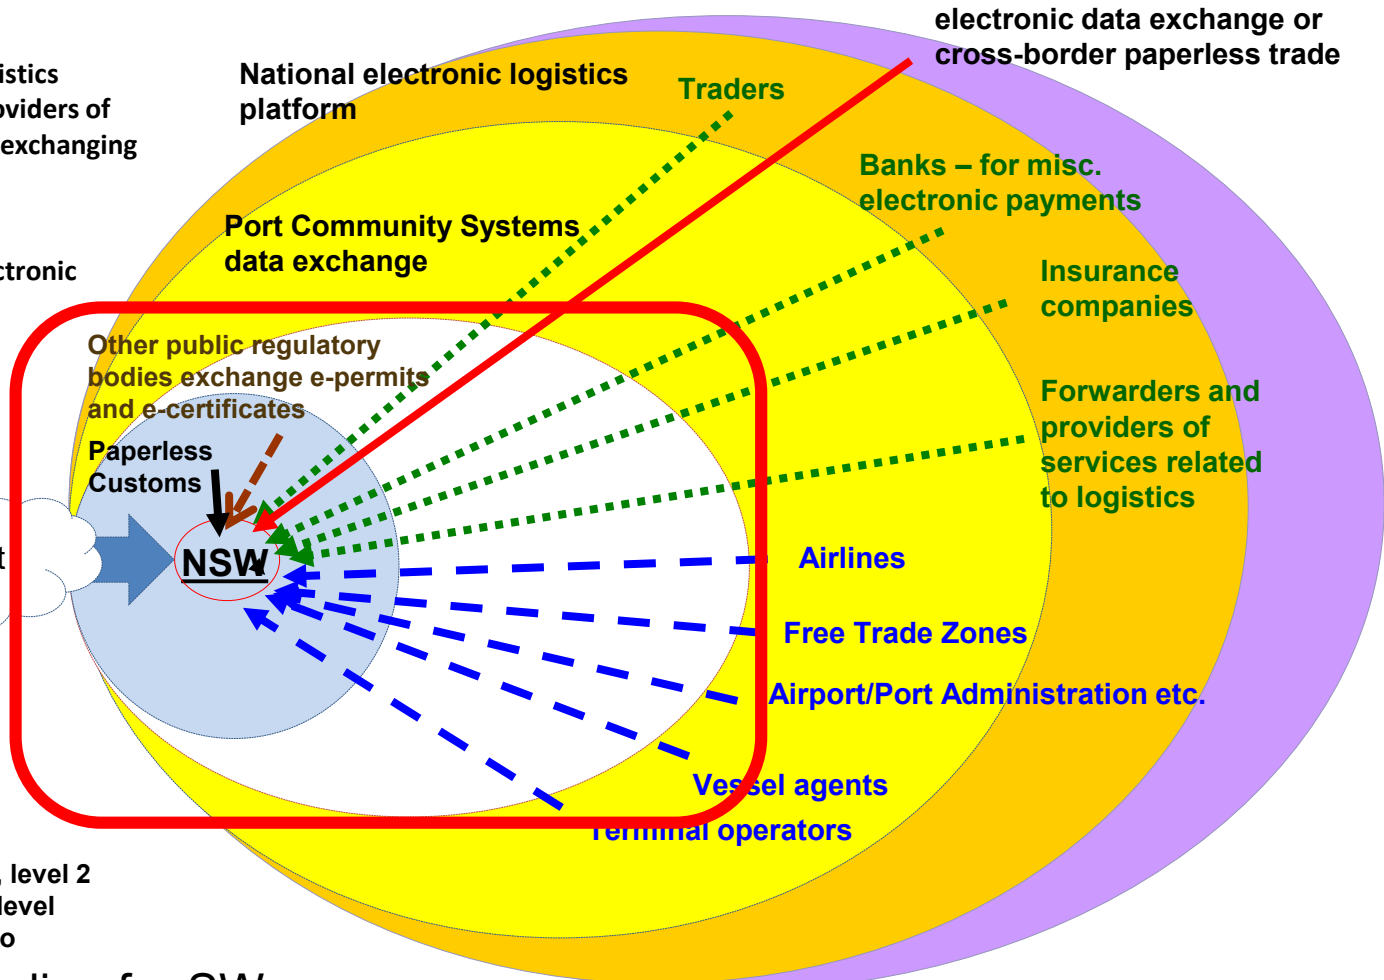 electronic data exchange or
cross-border paperless trade
istics
oviders of
exchanging
National electronic logistics
platform
Traders
Banks – for misc.
electronic payments
Port Community Systems
data exchange
ctronic
Insurance
companies
Other public regulatory
bodies exchange e-permits
and e-certificates
Forwarders and
providers of
services related
to logistics
Paperless
Customs
t
NSW
Airlines
Free Trade Zones
Airport/Port Administration etc.
Vessel agents
Terminal operators
, level 2
level
o